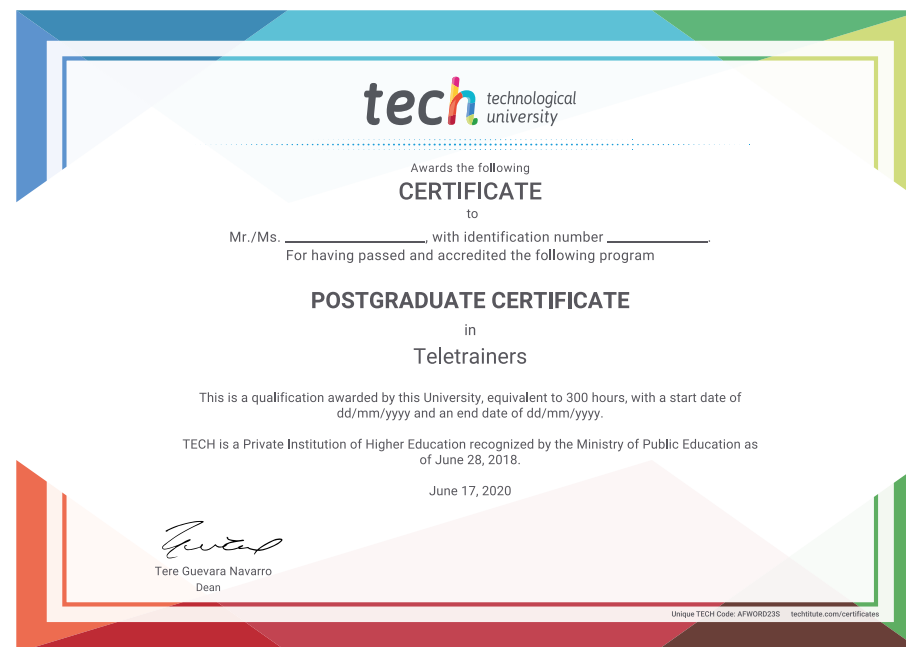 tech technological
university
Awards the following
CERTIFICATE
to
Mr./Ms. ____________________, with identification number ______________.
For having passed and accredited the following program
POSTGRADUATE CERTIFICATE
in
Teletrainers
This is a qualification awarded by this University, equivalent to 300 hours, with a start date of
dd/mm/yyyy and an end date of dd/mm/yyyy.
TECH is a Private Institution of Higher Education recognized by the Ministry of Public Education as
of June 28, 2018.
June 17, 2020
Tere Guevara Navarro
Dean
Unique TECH Code: AFWORD23S techtitute.com/certificates